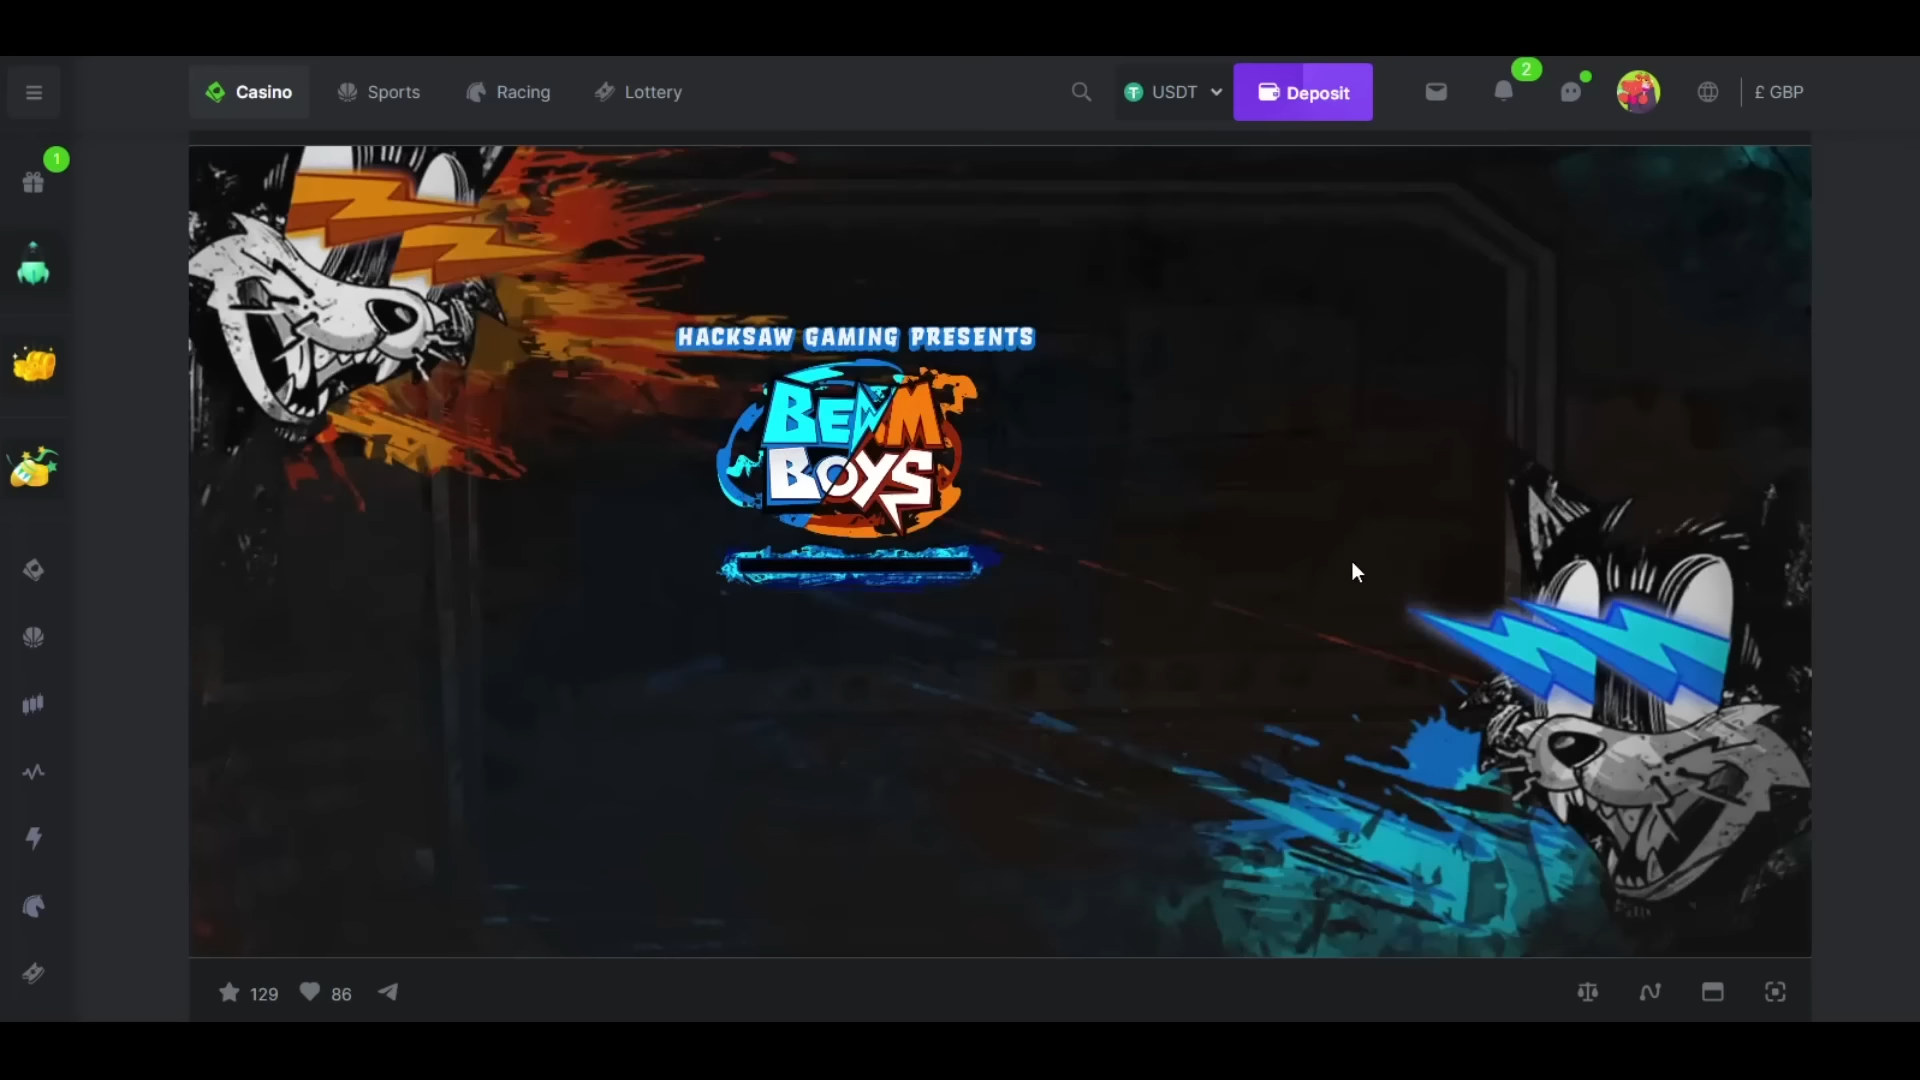 Casino
Sports
Racing
Lottery
USDT
Deposit
2
£ GBP
1
HACKSAW GAMING PRESENTS
BEAM
BOYS
129
86